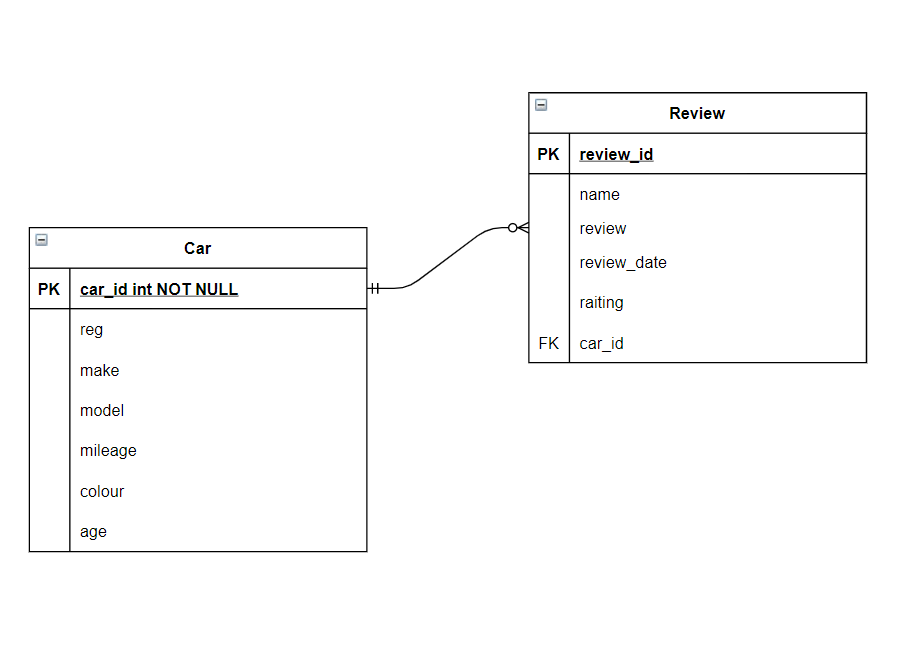 Car
PK car_id int NOT NULL
reg
make
model
mileage
colour
age
Review
PK review_id
name
review
review_date
raiting
FK car_id